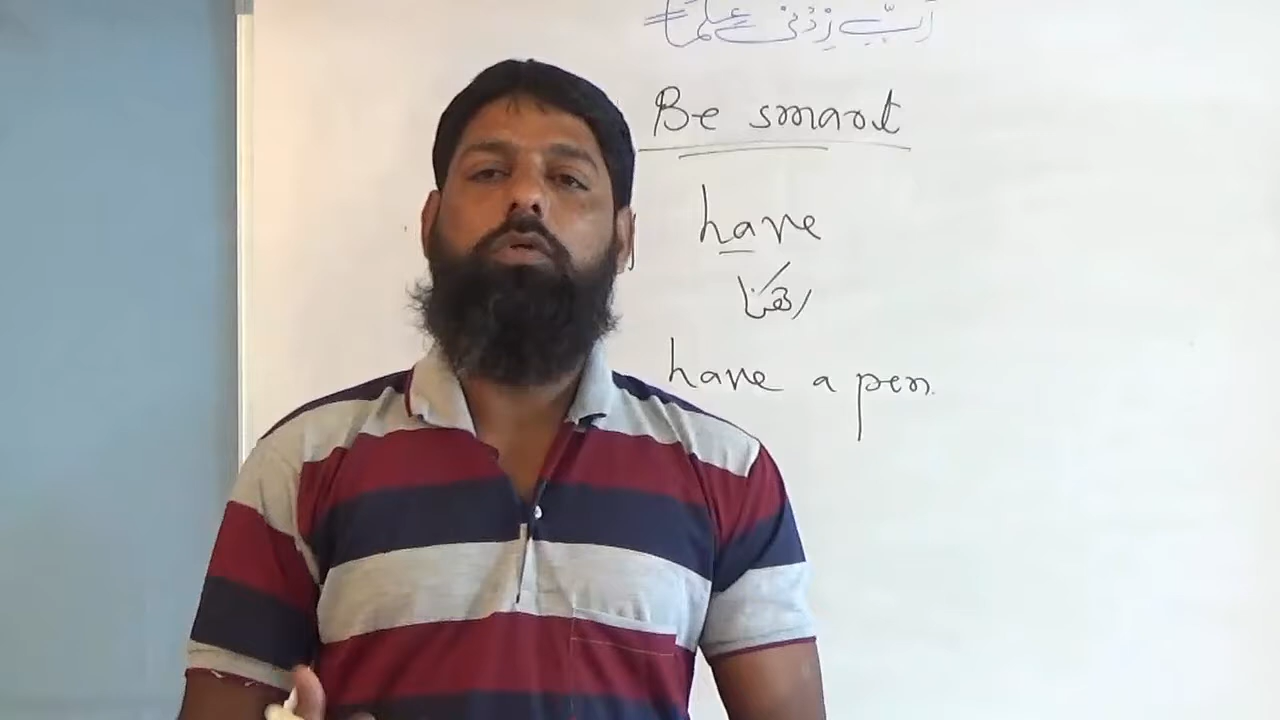 رَبِّ زِدْنِي عِلْمًا
Be smart
have
رکھنا
have a pen.